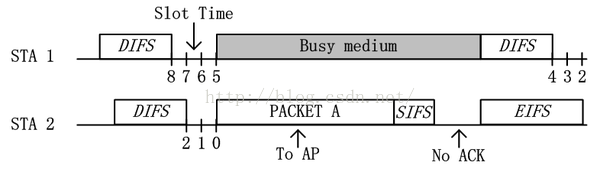 Slot Time
DIFS Busy medium DIFS
STA 1
8 7 6 5 4 3 2
http://blog.csdn.net/
DIFS PACKET A SIFS EIFS
STA 2
2 1 0
To AP No ACK